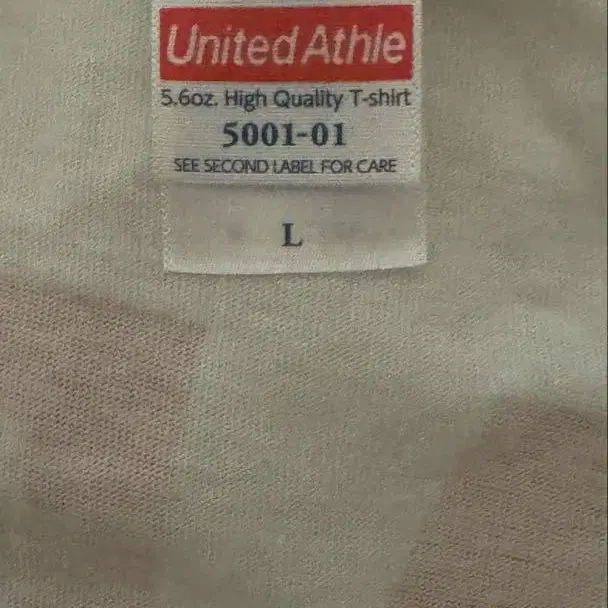 United Athle
5.6oz. High Quality T-shirt
5001-01
SEE SECOND LABEL FOR CARE
L